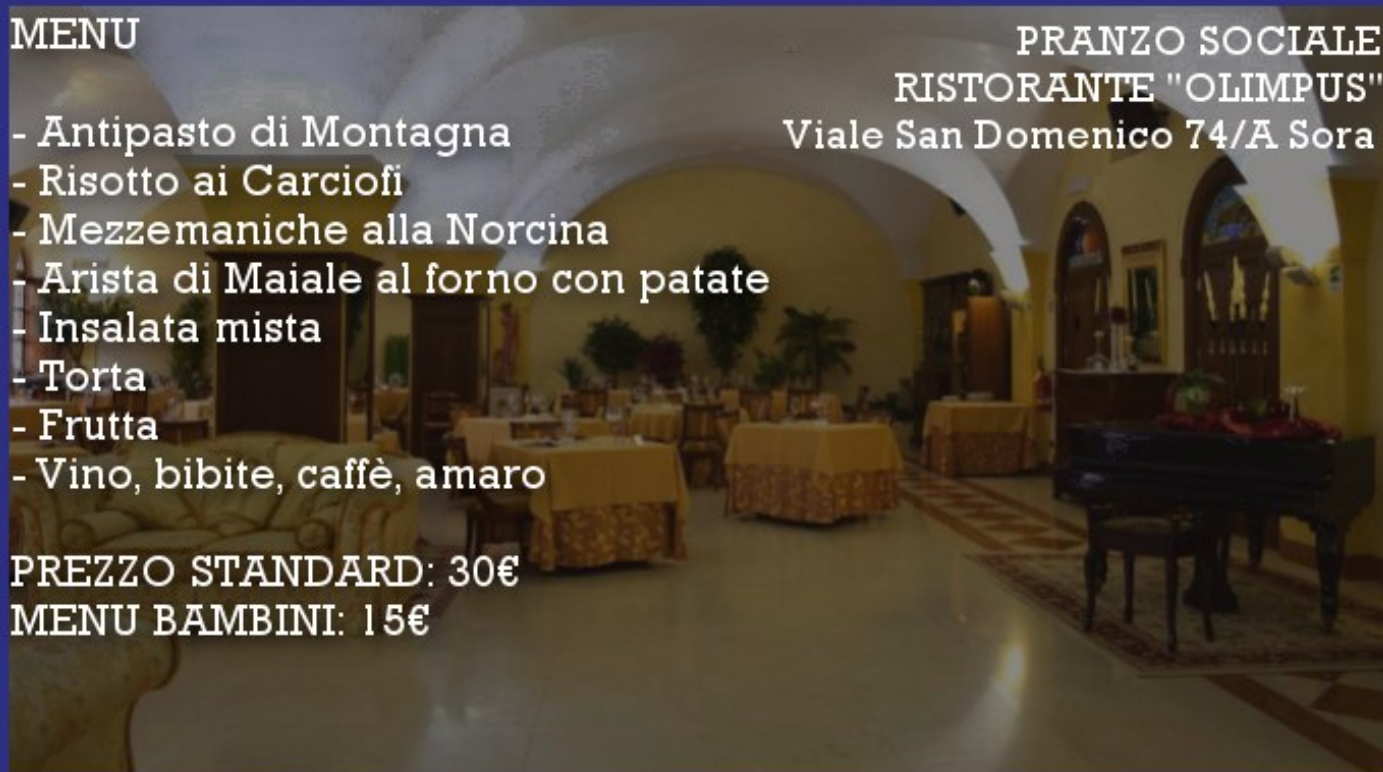 MENU
- Antipasto di Montagna
- Risotto ai Carciofi
- Mezzemaniche alla Norcina
- Arista di Maiale al forno con patate
- Insalata mista
- Torta
- Frutta
- Vino, bibite, caffè, amaro
PREZZO STANDARD: 30€
MENU BAMBINI: 15€
PRANZO SOCIALE
RISTORANTE "OLIMPUS"
Viale San Domenico 74/A Sora